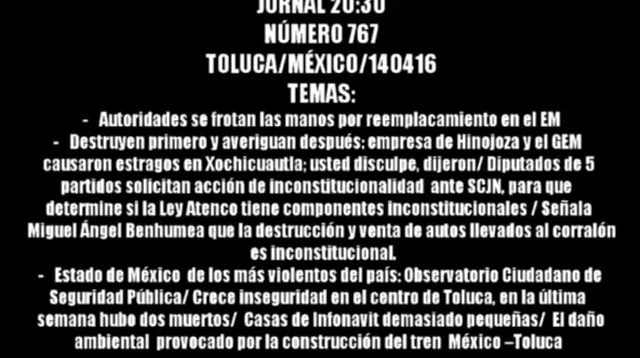 JORNAL 20:30
NÚMERO 767
TOLUCA/MÉXICO/140416
TEMAS:
- Autoridades se frotan las manos por reemplacamiento en el EM
- Destruyen primero y averiguan después: empresa de Hinojoza y el GEM
causaron estragos en Xochicuautla; usted disculpe, dijeron/ Diputados de 5
partidos solicitan acción de inconstitucionalidad ante SCJN, para que
determine si la Ley Atenco tiene componentes inconstitucionales / Señala
Miguel Ángel Benhumea que la destrucción y venta de autos llevados al corralón
es inconstitucional.
- Estado de México de los más violentos del país: Observatorio Ciudadano de
Seguridad Pública/ Crece inseguridad en el centro de Toluca, en la última
semana hubo dos muertos/ Casas de Infonavit demasiado pequeñas/ El daño
ambiental provocado por la construcción del tren México –Toluca